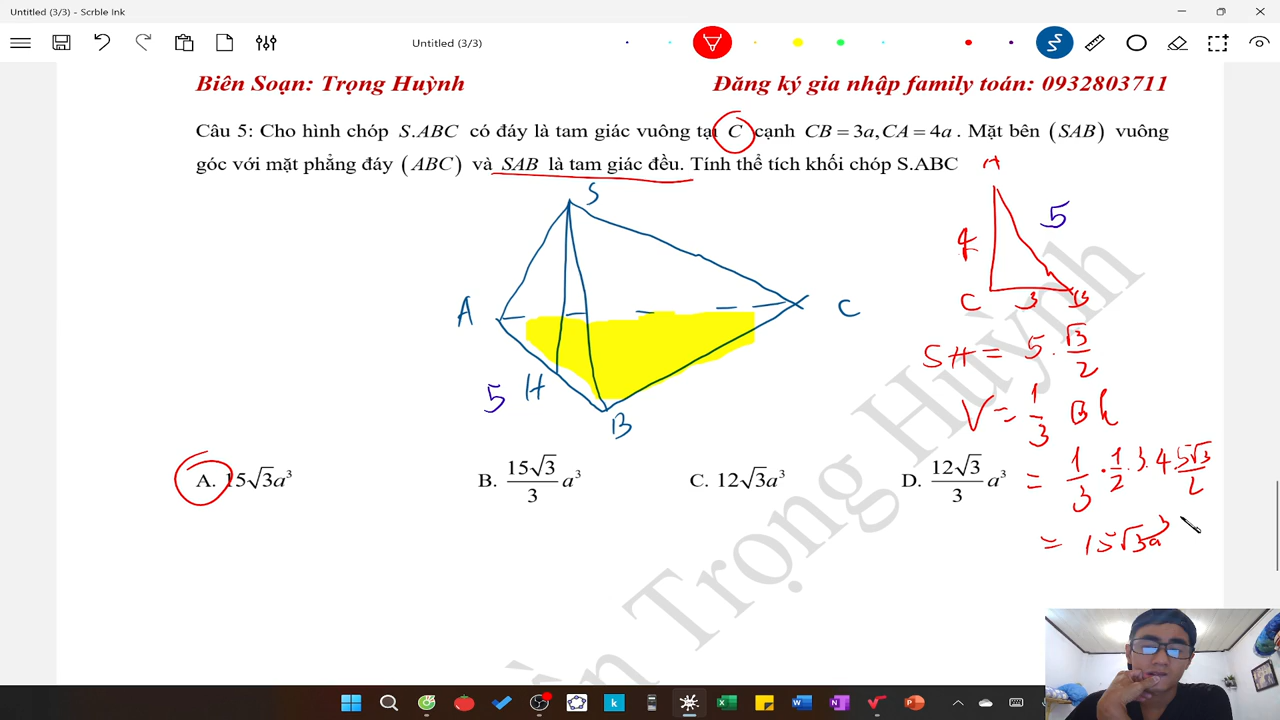 Untitled (3/3) - Scrble Ink
Untitled (3/3)
Biên Soạn: Trọng Huỳnh
Đăng ký gia nhập family toán: 0932803711
Câu 5: Cho hình chóp S.ABC có đáy là tam giác vuông tại C cạnh CB = 3a, CA = 4a . Mặt bên (SAB) vuông
góc với mặt phẳng đáy (ABC) và SAB là tam giác đều. Tính thể tích khối chóp S.ABC
S
A
C
H
5
B
A
5
4
C
3
B
SH = 5 . √3/2
V = 1/3 B h
= 1/3 · 1/2 · 3 . 4 . 5√3/2
= 15√3a³
A. 15√3a³
B. 15√3/3 a³
C. 12√3a³
D. 12√3/3 a³
Trọng Huỳnh